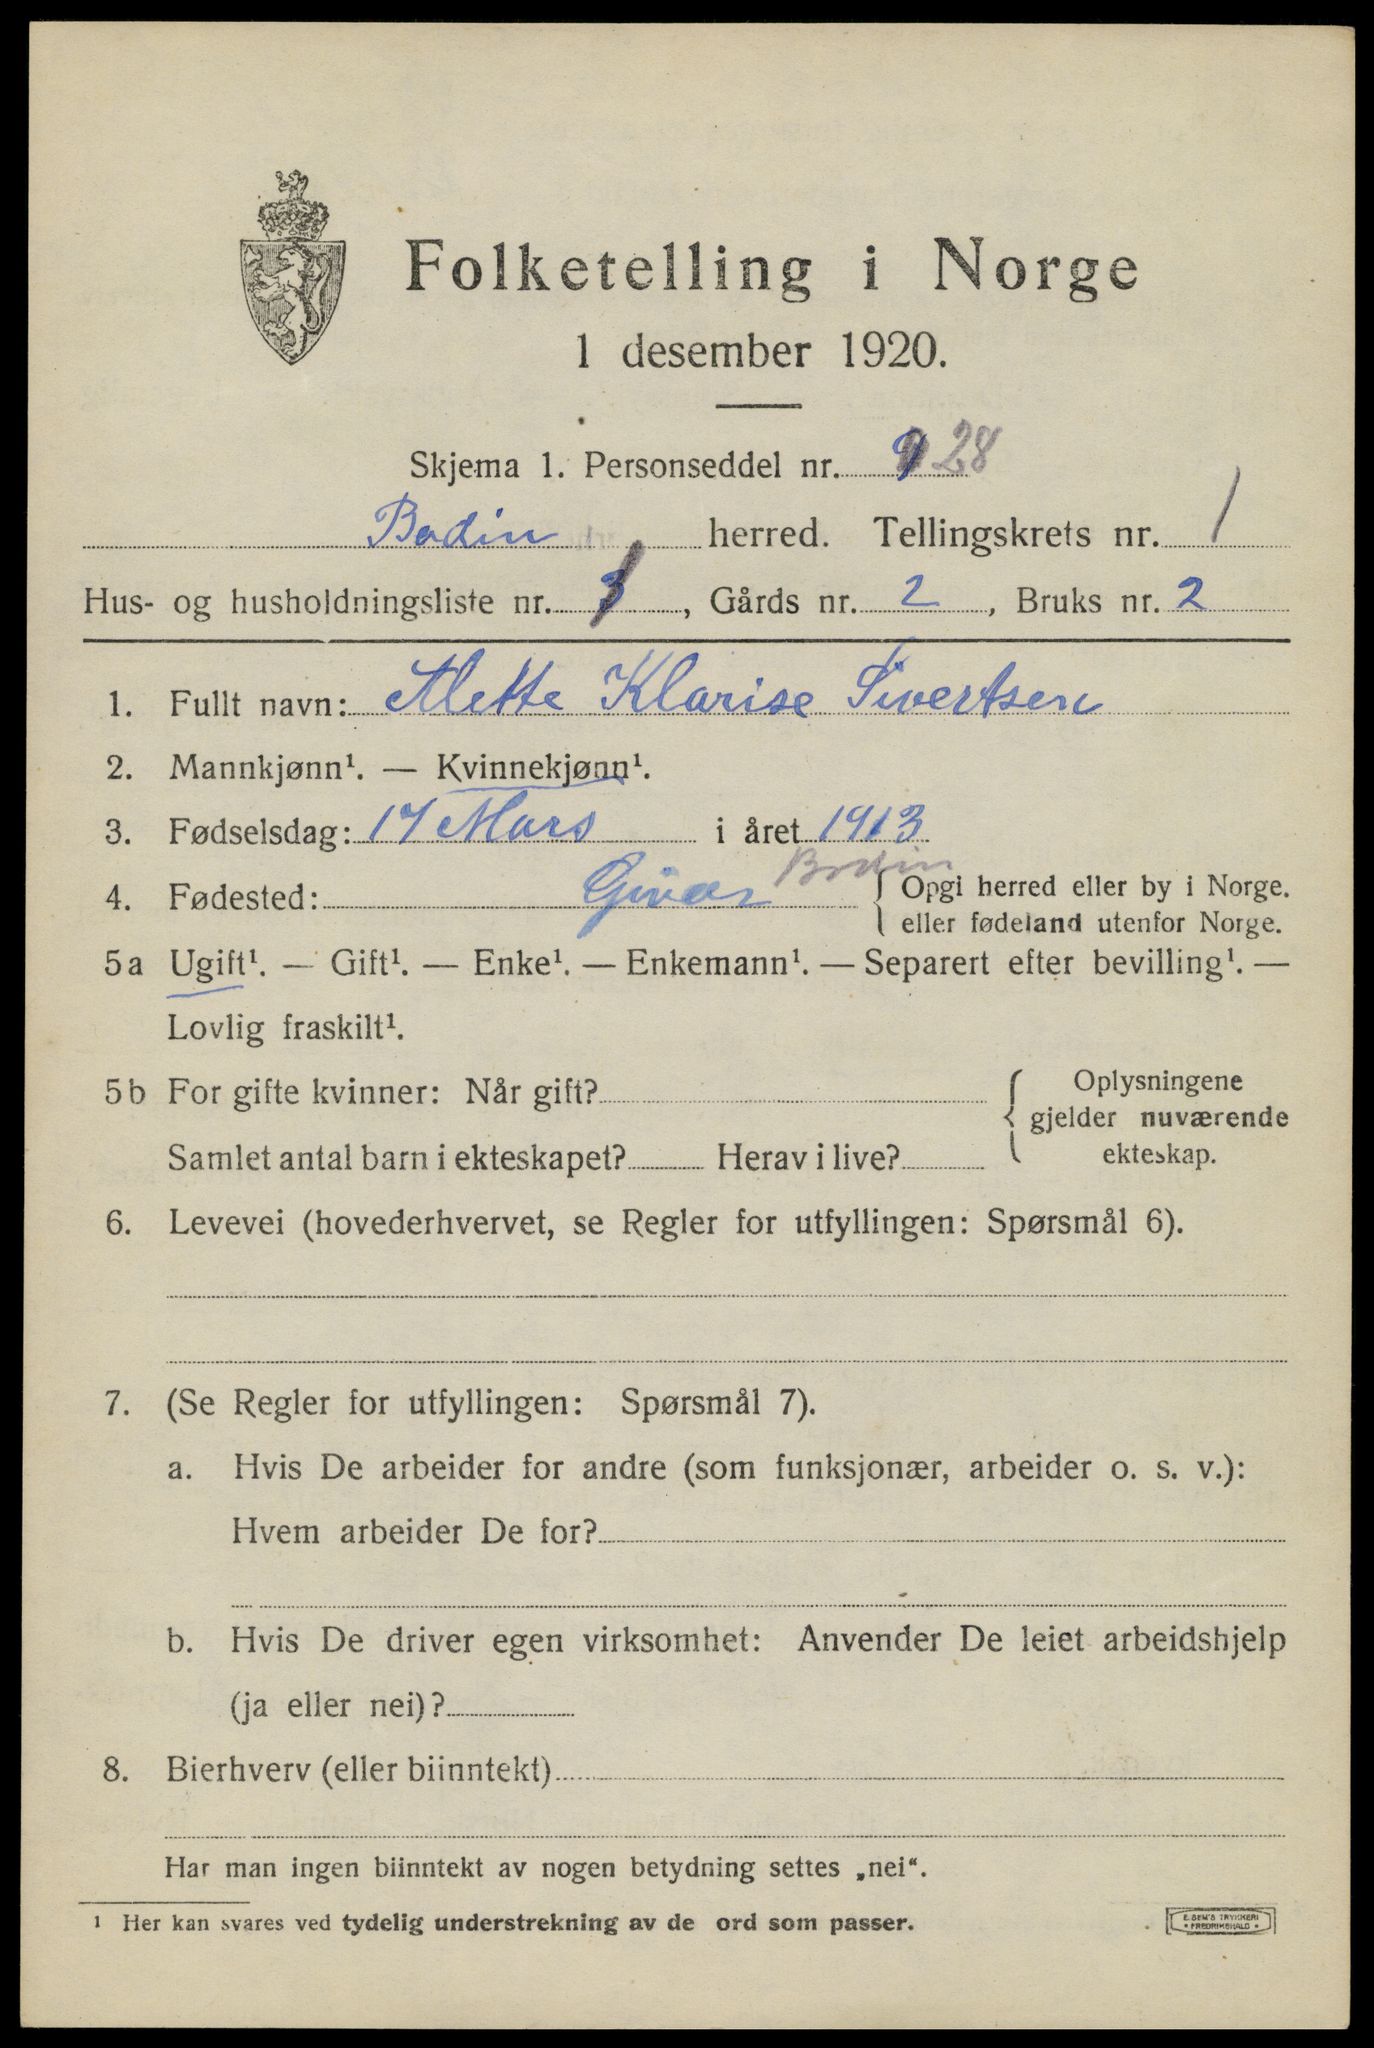 Folketelling i Norge
1 desember 1920.
Skjema 1. Personseddel nr. 28
Bodin herred. Tellingskrets nr. 1
Hus- og husholdningsliste nr. 1, Gårds nr. 2, Bruks nr. 2
1. Fullt navn: Alette Klarise Sivertsen
2. Mannkjønn¹. — Kvinnekjønn¹.
3. Fødselsdag: 17 Mars i året 1913
4. Fødested: Givær Bodin { Opgi herred eller by i Norge.
eller fødeland utenfor Norge.
5a Ugift¹. — Gift¹. — Enke¹. — Enkemann¹. — Separert efter bevilling¹. —
Lovlig fraskilt¹.
5b For gifte kvinner: Når gift? { Oplysningene
gjelder nuværende
Samlet antal barn i ekteskapet? Herav i live? ekteskap.
6. Levevei (hovederhvervet, se Regler for utfyllingen: Spørsmål 6).
7. (Se Regler for utfyllingen: Spørsmål 7).
a. Hvis De arbeider for andre (som funksjonær, arbeider o. s. v.):
Hvem arbeider De for?
b. Hvis De driver egen virksomhet: Anvender De leiet arbeidshjelp
(ja eller nei)?
8. Bierhverv (eller biinntekt)
Har man ingen biinntekt av nogen betydning settes „nei“.
¹ Her kan svares ved tydelig understrekning av de ord som passer.
E. SEM'S TRYKKERI
• FREDRIKSHALD •